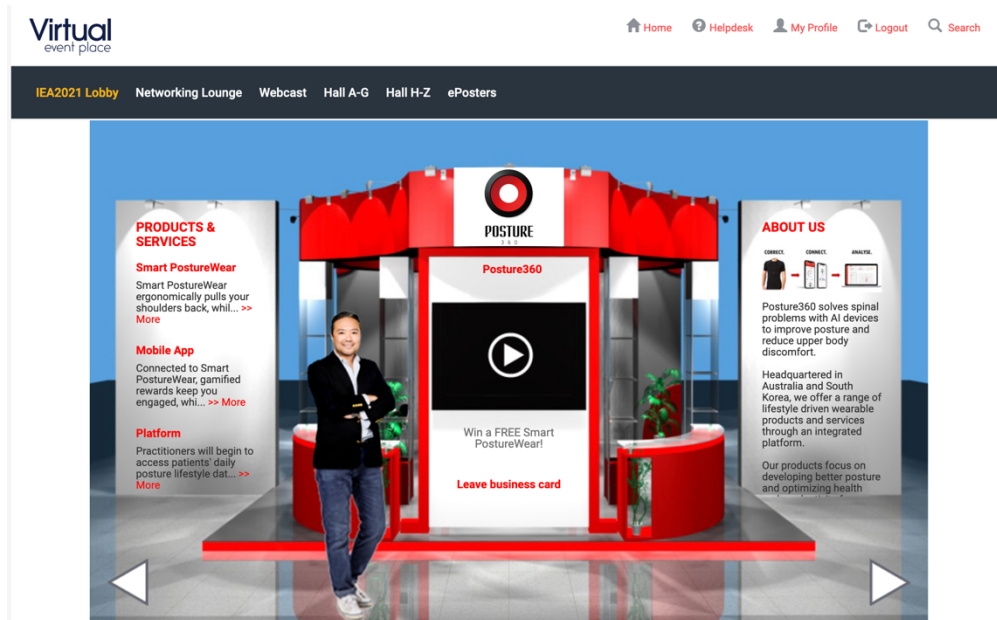 Virtual
event place
Home
Helpdesk
My Profile
Logout
Search
IEA2021 Lobby
Networking Lounge
Webcast
Hall A-G
Hall H-Z
ePosters
PRODUCTS &
SERVICES
Smart PostureWear
Smart PostureWear
ergonomically pulls your
shoulders back, whil... >>
More
Mobile App
Connected to Smart
PostureWear, gamified
rewards keep you
engaged, whi... >> More
Platform
Practitioners will begin to
access patients' daily
posture lifestyle dat... >>
More
POSTURE
360
Posture360
Win a FREE Smart
PostureWear!
Leave business card
ABOUT US
CORRECT. CONNECT. ANALYSE.
Posture360 solves spinal
problems with AI devices
to improve posture and
reduce upper body
discomfort.
Headquartered in
Australia and South
Korea, we offer a range of
lifestyle driven wearable
products and services
through an integrated
platform.
Our products focus on
developing better posture
and optimizing health